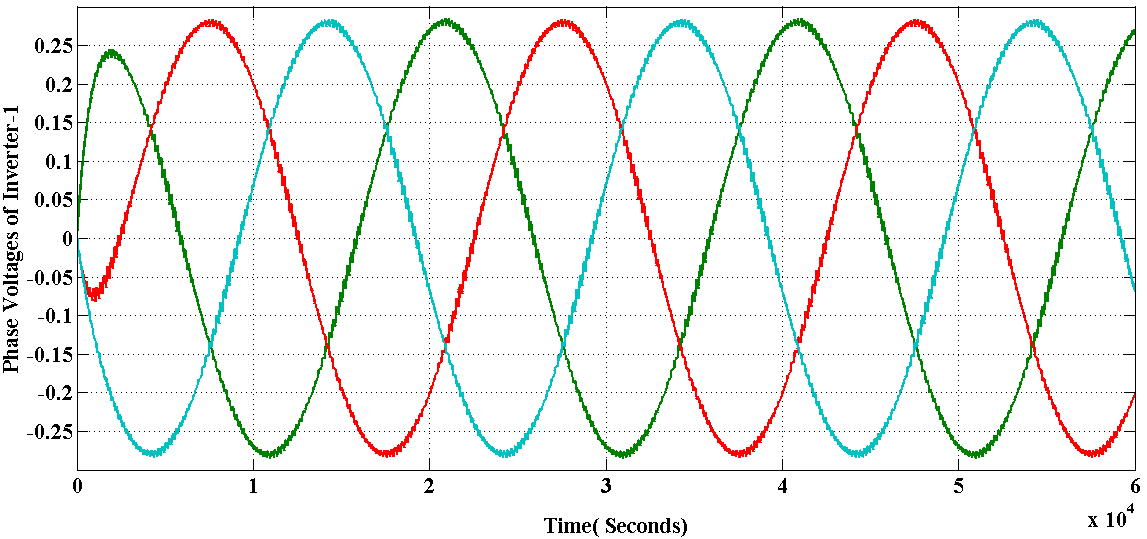 Phase Voltages of Inverter-1
0.25
0.2
0.15
0.1
0.05
0
-0.05
-0.1
-0.15
-0.2
-0.25
0 1 2 3 4 5 6
x 10^4
Time( Seconds)